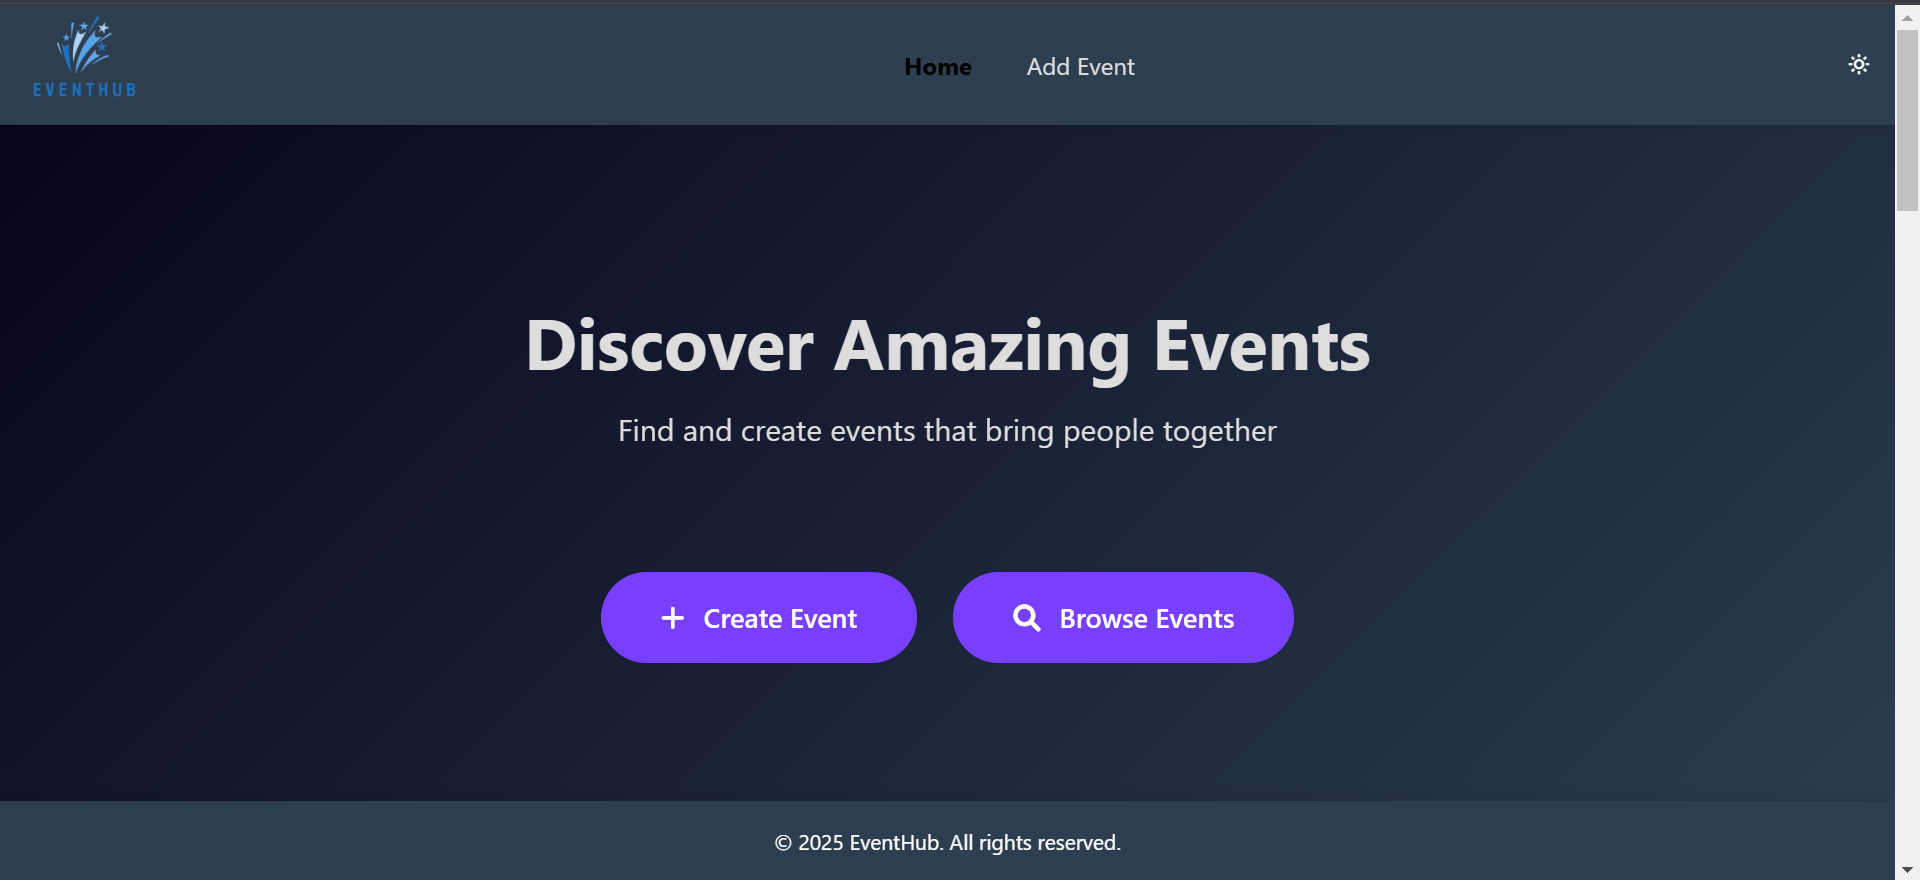 EVENTHUB
Home
Add Event
Discover Amazing Events
Find and create events that bring people together
Create Event
Browse Events
© 2025 EventHub. All rights reserved.